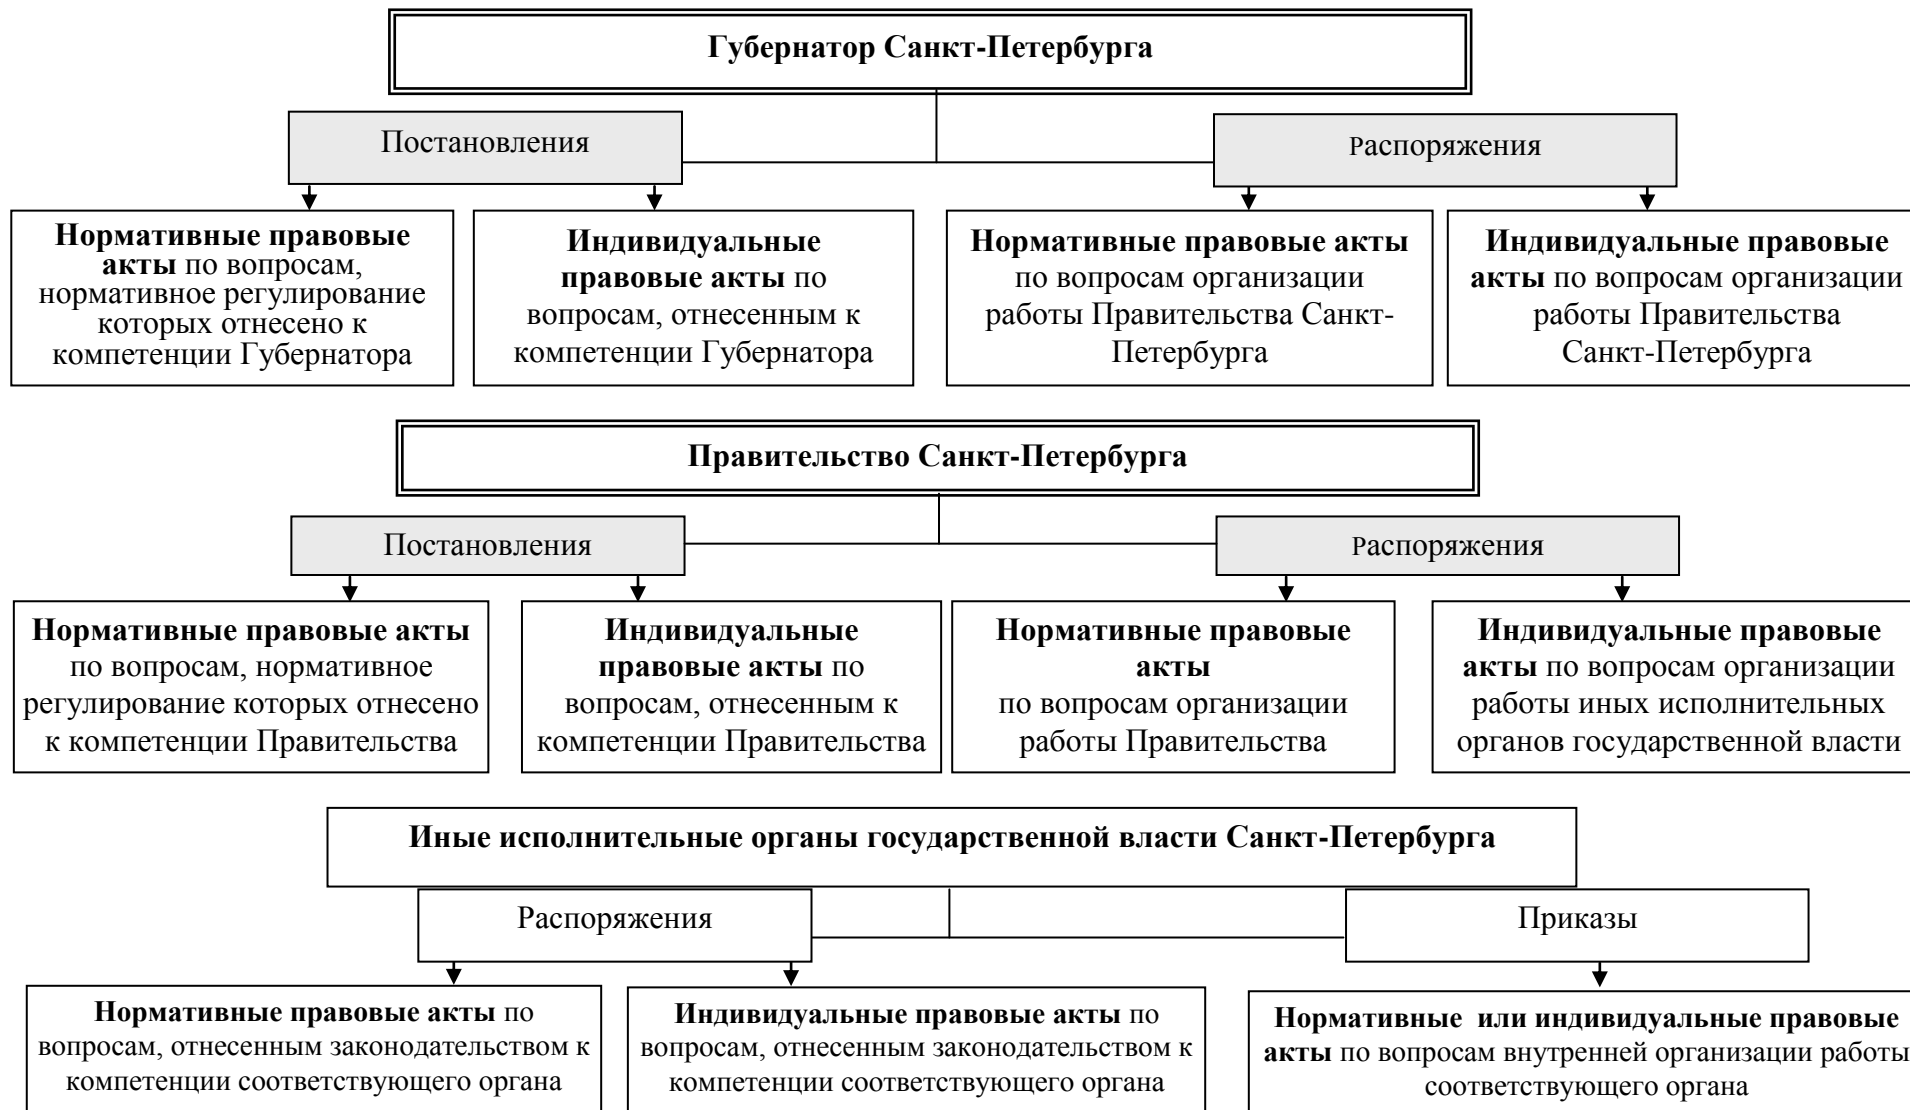 Губернатор Санкт-Петербурга
Постановления
Распоряжения
Нормативные правовые
акты по вопросам,
нормативное регулирование
которых отнесено к
компетенции Губернатора
Индивидуальные
правовые акты по
вопросам, отнесенным к
компетенции Губернатора
Нормативные правовые акты
по вопросам организации
работы Правительства Санкт-
Петербурга
Индивидуальные правовые
акты по вопросам организации
работы Правительства
Санкт-Петербурга
Правительство Санкт-Петербурга
Постановления
Распоряжения
Нормативные правовые акты
по вопросам, нормативное
регулирование которых отнесено
к компетенции Правительства
Индивидуальные
правовые акты по
вопросам, отнесенным к
компетенции Правительства
Нормативные правовые
акты
по вопросам организации
работы Правительства
Индивидуальные правовые
акты по вопросам организации
работы иных исполнительных
органов государственной власти
Иные исполнительные органы государственной власти Санкт-Петербурга
Распоряжения
Приказы
Нормативные правовые акты по
вопросам, отнесенным законодательством к
компетенции соответствующего органа
Индивидуальные правовые акты по
вопросам, отнесенным законодательством к
компетенции соответствующего органа
Нормативные или индивидуальные правовые
акты по вопросам внутренней организации работы
соответствующего органа